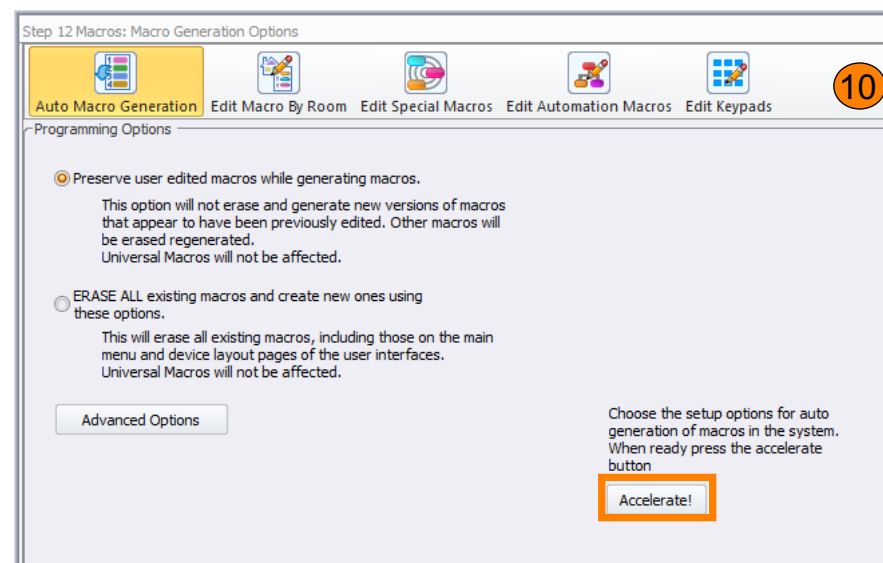 Step 12 Macros: Macro Generation Options
Auto Macro Generation Edit Macro By Room Edit Special Macros Edit Automation Macros Edit Keypads
10
Programming Options
Preserve user edited macros while generating macros.
This option will not erase and generate new versions of macros
that appear to have been previously edited. Other macros will
be erased regenerated.
Universal Macros will not be affected.
ERASE ALL existing macros and create new ones using
these options.
This will erase all existing macros, including those on the main
menu and device layout pages of the user interfaces.
Universal Macros will not be affected.
Advanced Options
Choose the setup options for auto
generation of macros in the system.
When ready press the accelerate
button
Accelerate!